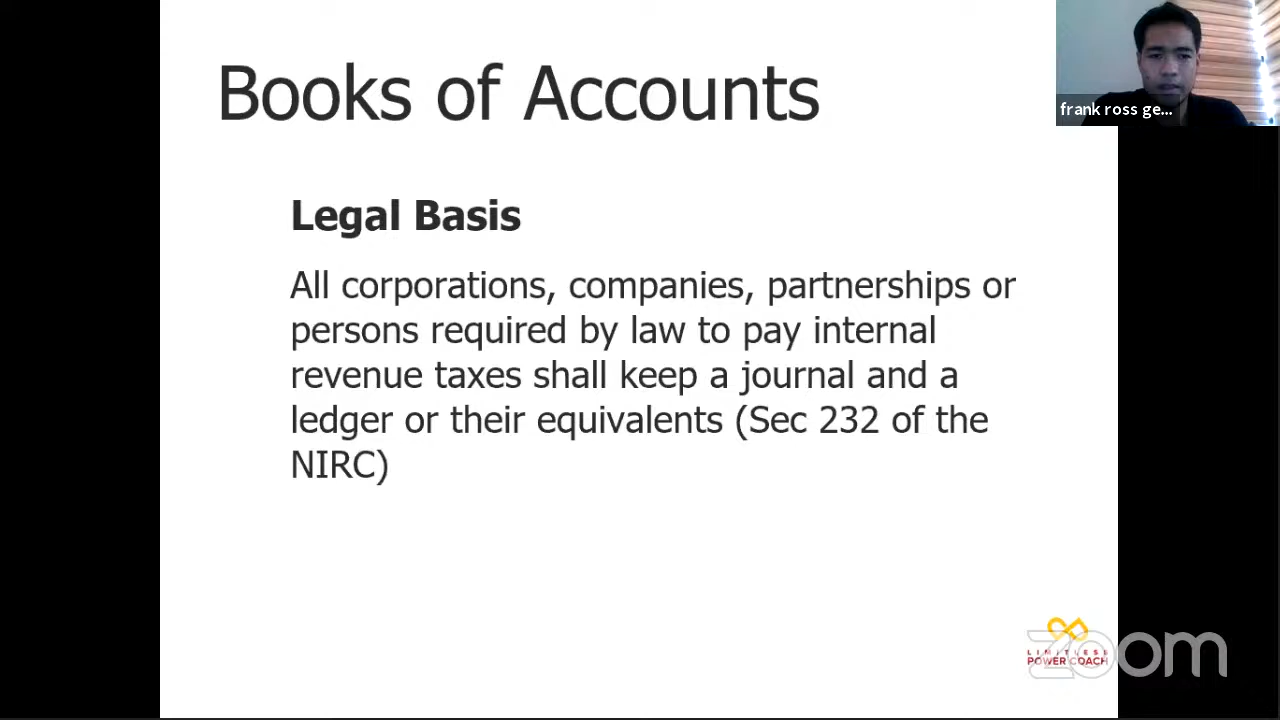 Books of Accounts
frank ross ge...
Legal Basis
All corporations, companies, partnerships or
persons required by law to pay internal
revenue taxes shall keep a journal and a
ledger or their equivalents (Sec 232 of the
NIRC)
LIMITLESS
POWER COACH
zoom